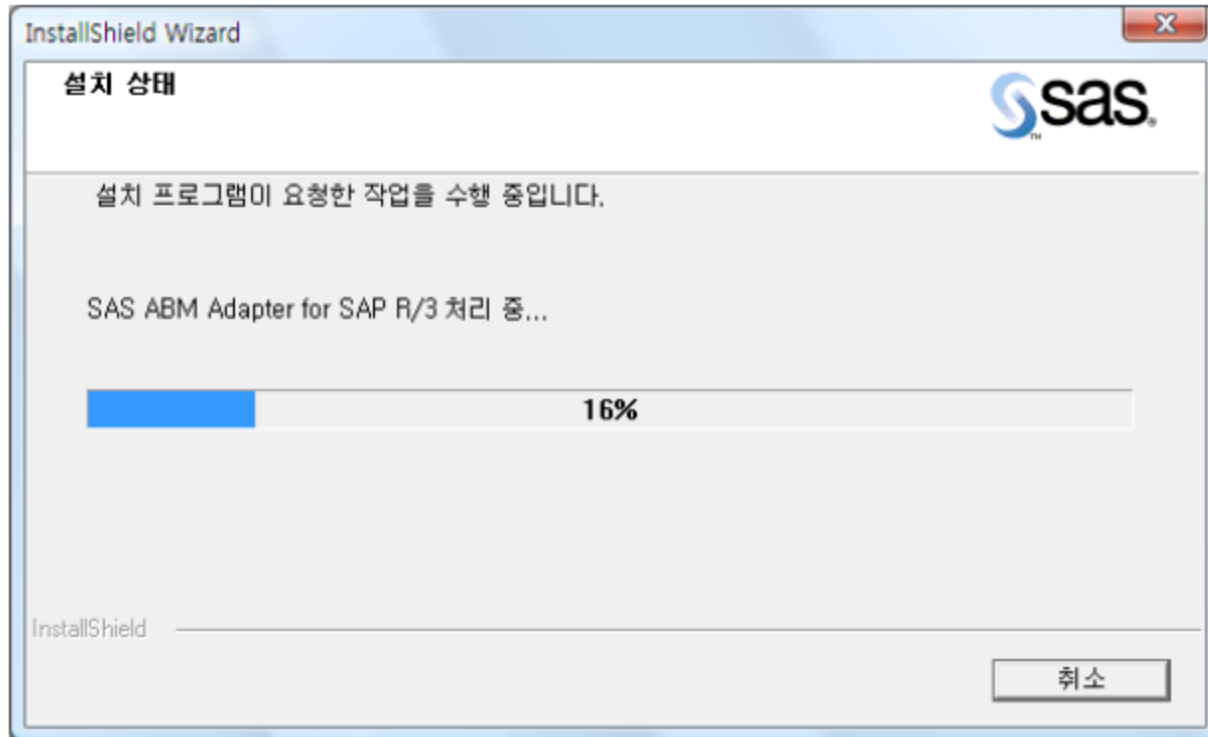 InstallShield Wizard
설치 상태
sas®
TM
설치 프로그램이 요청한 작업을 수행 중입니다.
SAS ABM Adapter for SAP R/3 처리 중...
16%
InstallShield
취소